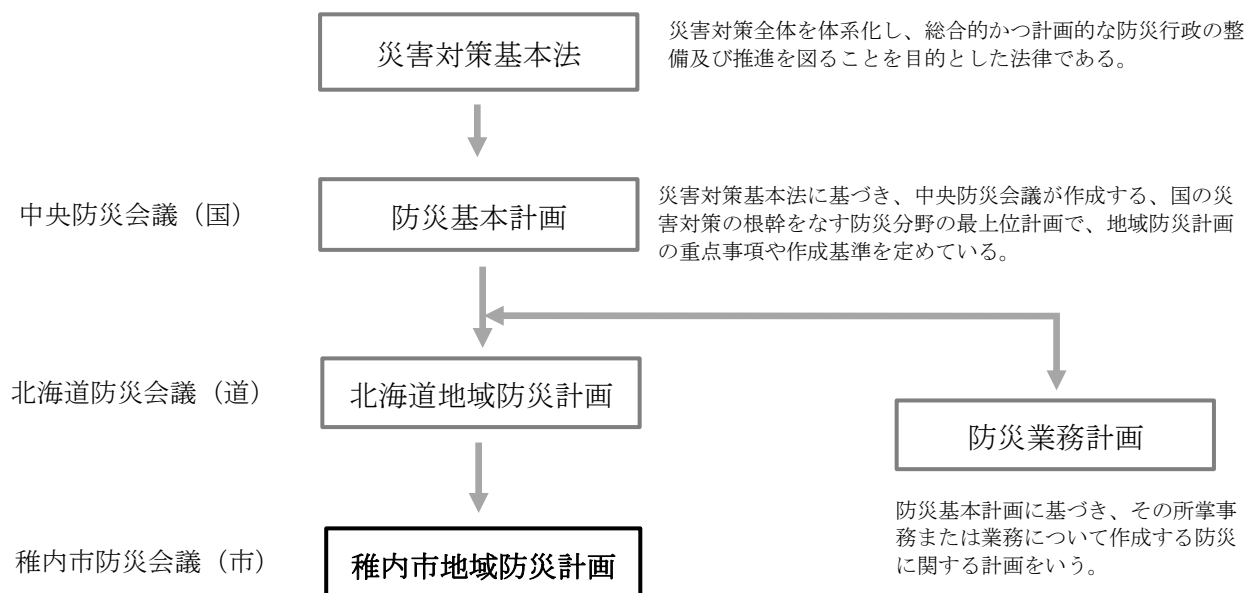 災害対策基本法
災害対策全体を体系化し、総合的かつ計画的な防災行政の整
備及び推進を図ることを目的とした法律である。
中央防災会議（国）
防災基本計画
災害対策基本法に基づき、中央防災会議が作成する、国の災
害対策の根幹をなす防災分野の最上位計画で、地域防災計画
の重点事項や作成基準を定めている。
北海道防災会議（道）
北海道地域防災計画
防災業務計画
防災基本計画に基づき、その所掌事
務または業務について作成する防災
に関する計画をいう。
稚内市防災会議（市）
稚内市地域防災計画